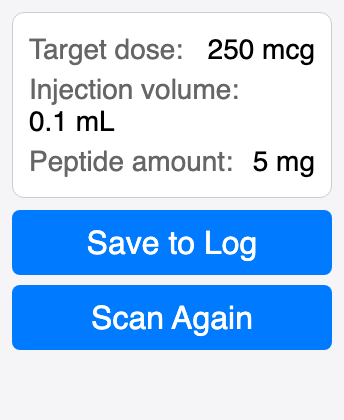 Target dose: 250 mcg
Injection volume:
0.1 mL
Peptide amount: 5 mg
Save to Log
Scan Again